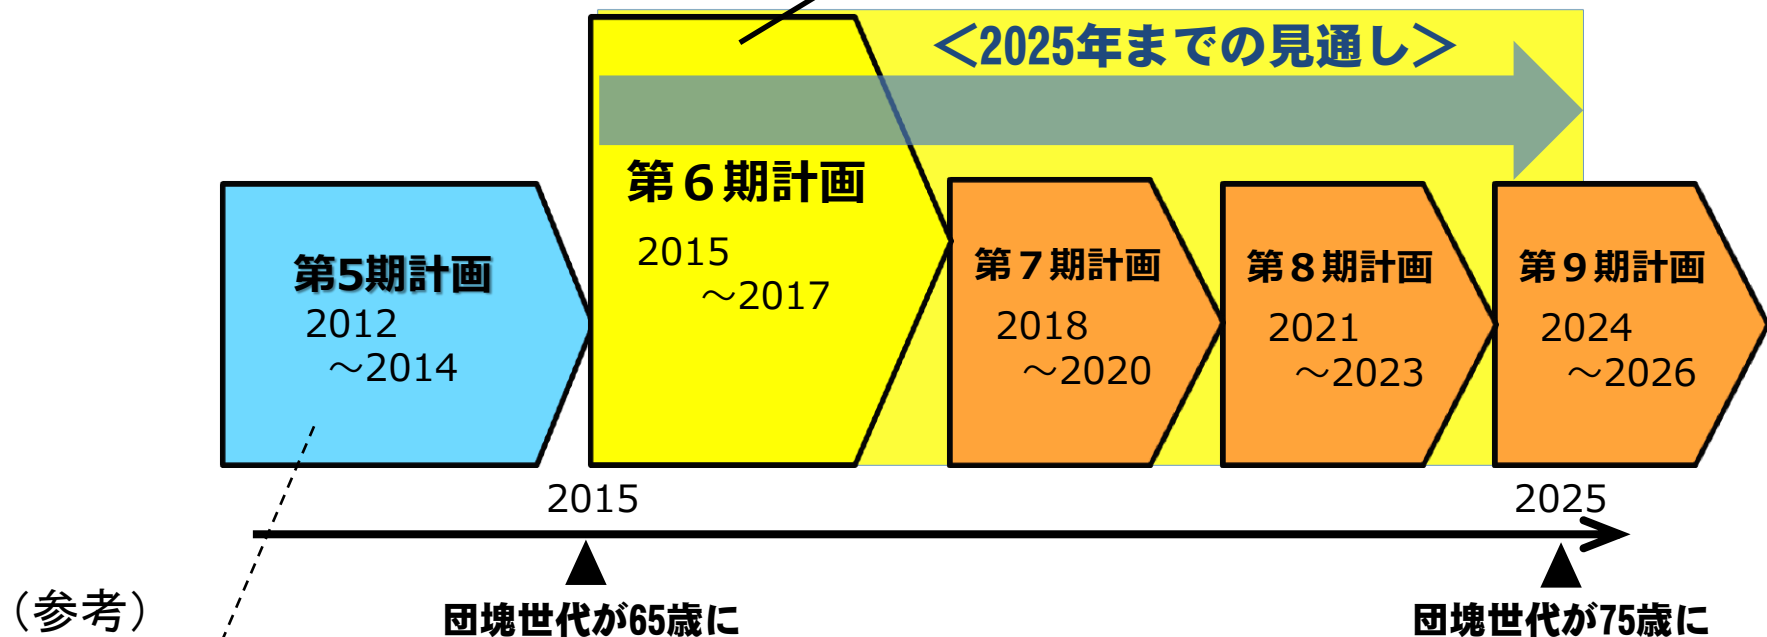 ＜2025年までの見通し＞
第5期計画
2012
～2014
第６期計画
2015
～2017
第７期計画
2018
～2020
第８期計画
2021
～2023
第９期計画
2024
～2026
2015
2025
（参考）
団塊世代が65歳に
団塊世代が75歳に